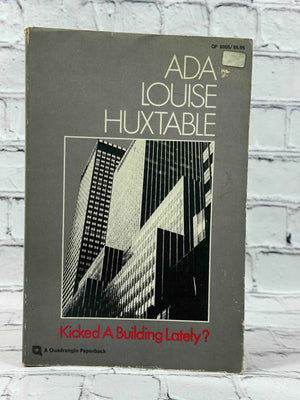 ADA
LOUISE
HUXTABLE
Kicked A Building Lately?
A Quadrangle Paperback